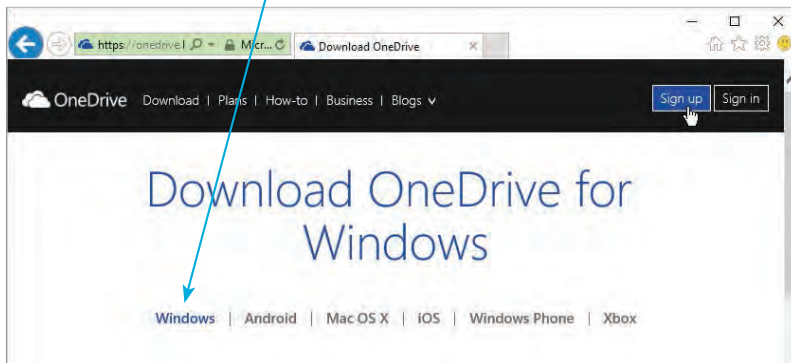 https://onedrive.l Micr... Download OneDrive
OneDrive Download | Plans | How-to | Business | Blogs Sign up Sign in
Download OneDrive for
Windows
Windows | Android | Mac OS X | iOS | Windows Phone | Xbox